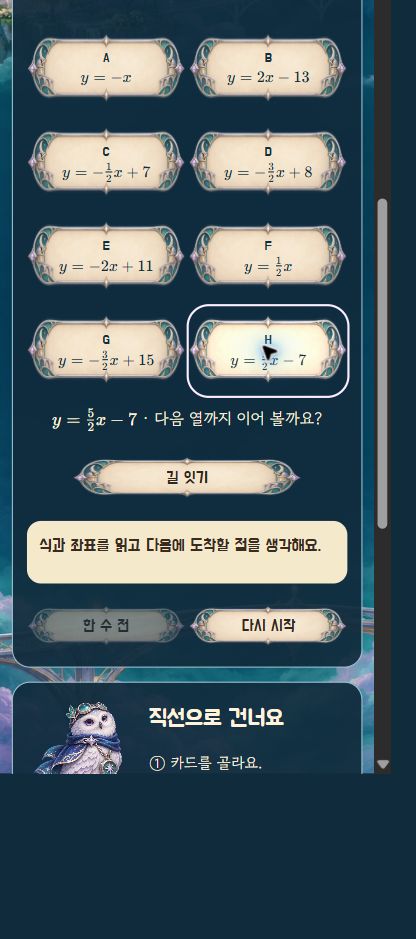 A
y = −x
B
y = 2x − 13
C
y = −1/2x + 7
D
y = −3/2x + 8
E
y = −2x + 11
F
y = 1/2x
G
y = −3/2x + 15
H
y = 5/2x − 7
y = 5/2x − 7 · 다음 열까지 이어 볼까요?
길 잇기
식과 좌표를 읽고 다음에 도착할 점을 생각해요.
한 수 전
다시 시작
직선으로 건너요
① 카드를 골라요.